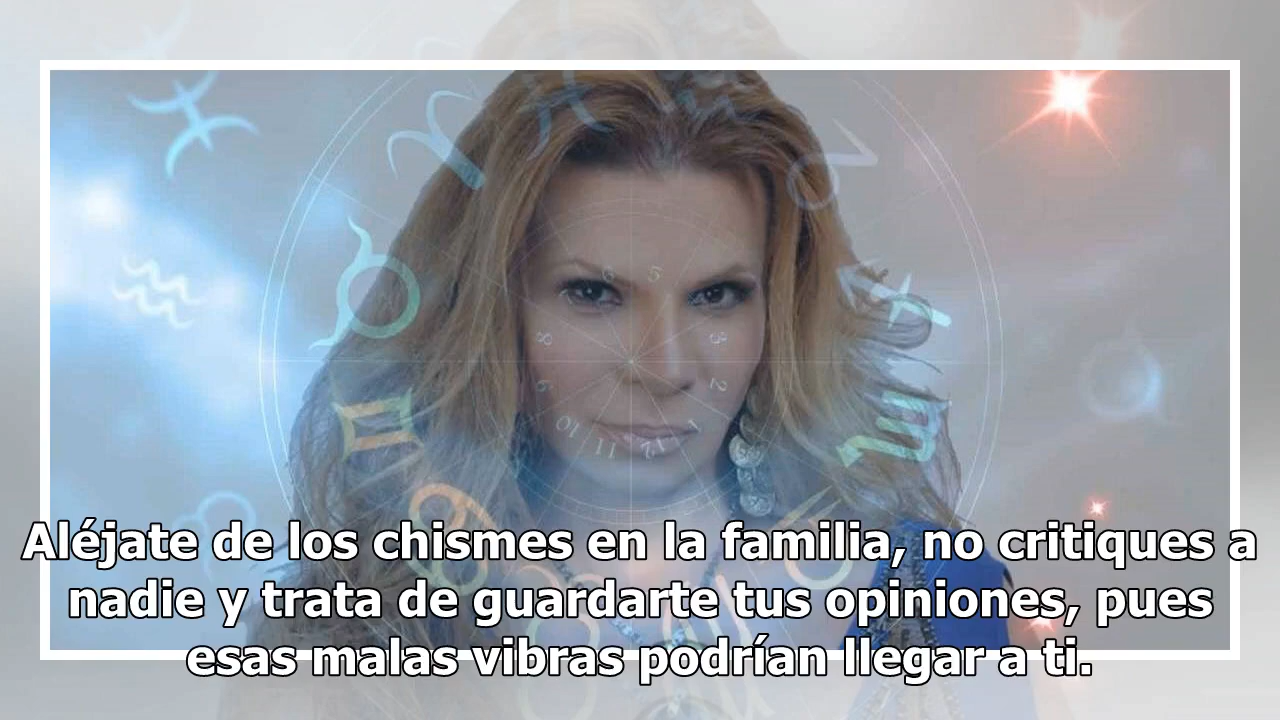 Aléjate de los chismes en la familia, no critiques a
nadie y trata de guardarte tus opiniones, pues
esas malas vibras podrían llegar a ti.